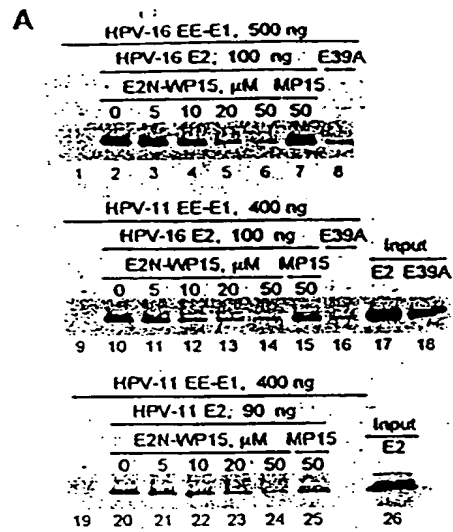 A
HPV-16 EE-E1, 500 ng
HPV-16 E2; 100 ng E39A
E2N-WP15, μM MP15
0 5 10 20 50 50
1 2 3 4 5 6 7 8
HPV-11 EE-E1, 400 ng
HPV-16 E2, 100 ng E39A Input
E2N-WP15, μM MP15 E2 E39A
0 5 10 20 50 50
9 10 11 12 13 14 15 16 17 18
HPV-11 EE-E1, 400 ng
HPV-11 E2; 90 ng Input
E2N-WP15, μM MP15 E2
0 5 10 20 50 50
19 20 21 22 23 24 25 26